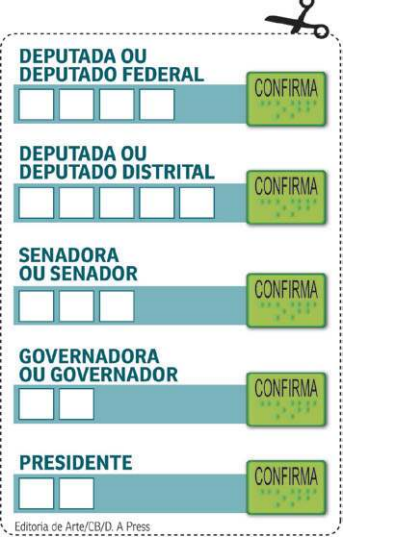 DEPUTADA OU
DEPUTADO FEDERAL
CONFIRMA
DEPUTADA OU
DEPUTADO DISTRITAL
CONFIRMA
SENADORA
OU SENADOR
CONFIRMA
GOVERNADORA
OU GOVERNADOR
CONFIRMA
PRESIDENTE
CONFIRMA
Editoria de Arte/CB/D. A Press